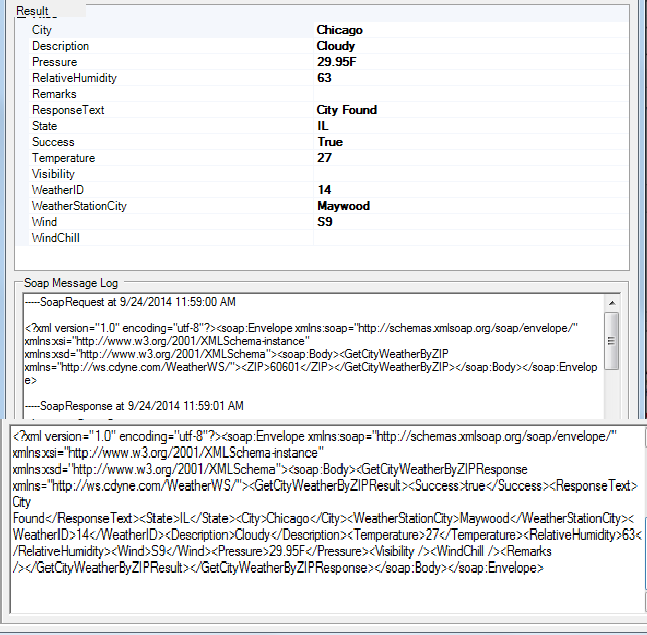 Result
City Chicago
Description Cloudy
Pressure 29.95F
RelativeHumidity 63
Remarks
ResponseText City Found
State IL
Success True
Temperature 27
Visibility
WeatherID 14
WeatherStationCity Maywood
Wind S9
WindChill
Soap Message Log
-----SoapRequest at 9/24/2014 11:59:00 AM
<?xml version="1.0" encoding="utf-8"?><soap:Envelope xmlns:soap="http://schemas.xmlsoap.org/soap/envelope/"
xmlns:xsi="http://www.w3.org/2001/XMLSchema-instance"
xmlns:xsd="http://www.w3.org/2001/XMLSchema"><soap:Body><GetCityWeatherByZIP
xmlns="http://ws.cdyne.com/WeatherWS/"><ZIP>60601</ZIP></GetCityWeatherByZIP></soap:Body></soap:Envelop
e>
-----SoapResponse at 9/24/2014 11:59:01 AM
<?xml version="1.0" encoding="utf-8"?><soap:Envelope xmlns:soap="http://schemas.xmlsoap.org/soap/envelope/"
xmlns:xsi="http://www.w3.org/2001/XMLSchema-instance"
xmlns:xsd="http://www.w3.org/2001/XMLSchema"><soap:Body><GetCityWeatherByZIPResponse
xmlns="http://ws.cdyne.com/WeatherWS/"><GetCityWeatherByZIPResult><Success>true</Success><ResponseText>
City
Found</ResponseText><State>IL</State><City>Chicago</City><WeatherStationCity>Maywood</WeatherStationCity><
WeatherID>14</WeatherID><Description>Cloudy</Description><Temperature>27</Temperature><RelativeHumidity>63<
/RelativeHumidity><Wind>S9</Wind><Pressure>29.95F</Pressure><Visibility /><WindChill /><Remarks
/></GetCityWeatherByZIPResult></GetCityWeatherByZIPResponse></soap:Body></soap:Envelope>